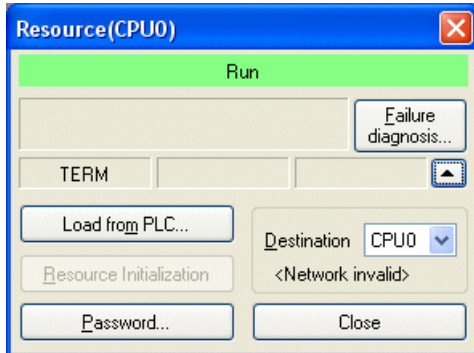 Resource(CPU0)
Run
Failure
diagnosis...
TERM
Load from PLC...
Destination CPU0
Resource Initialization
<Network invalid>
Password...
Close